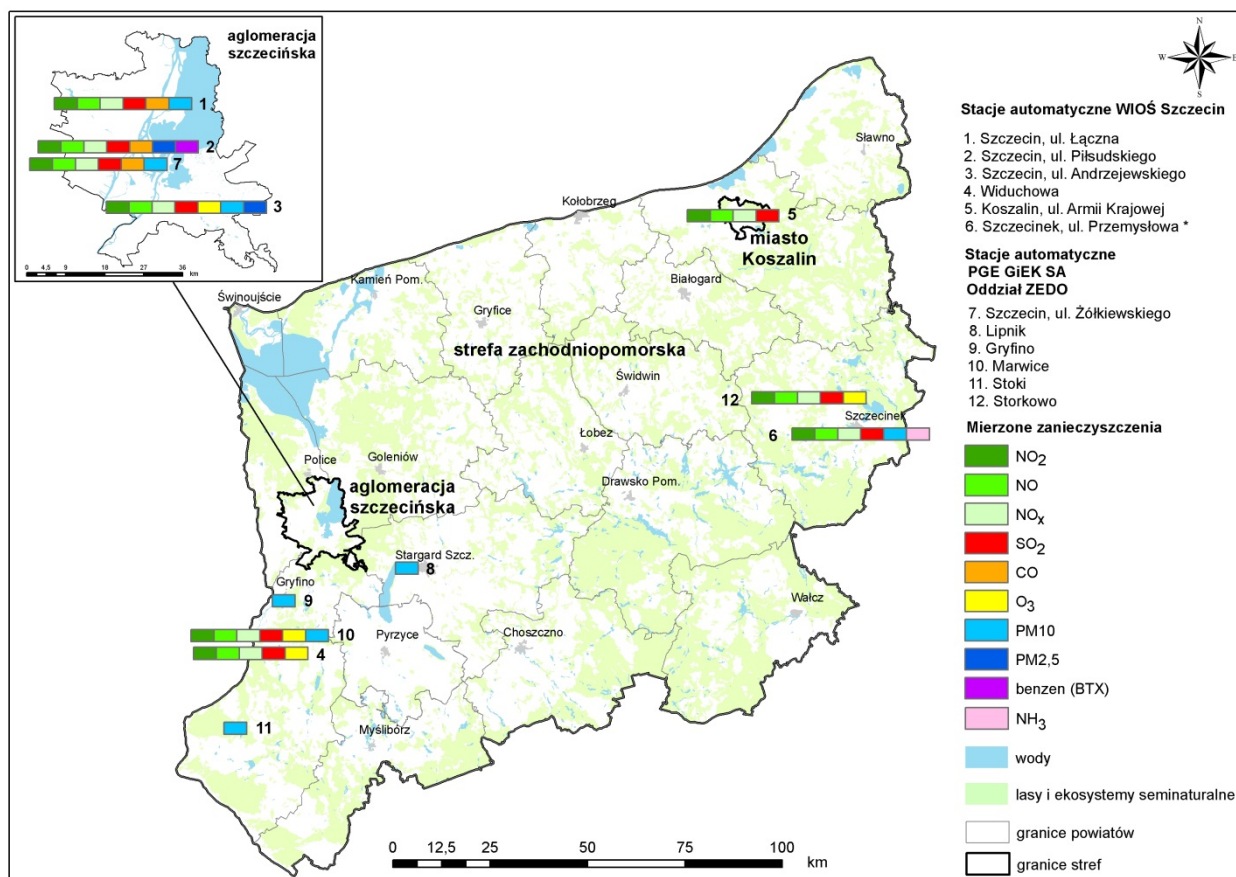 aglomeracja
szczecińska
1
2
7
3
0 4,5 9 18 27 36
km
N
W E
S
Stacje automatyczne WIOŚ Szczecin
1. Szczecin, ul. Łączna
2. Szczecin, ul. Piłsudskiego
3. Szczecin, ul. Andrzejewskiego
4. Widuchowa
5. Koszalin, ul. Armii Krajowej
6. Szczecinek, ul. Przemysłowa *
Stacje automatyczne
PGE GiEK SA
Oddział ZEDO
7. Szczecin, ul. Żółkiewskiego
8. Lipnik
9. Gryfino
10. Marwice
11. Stoki
12. Storkowo
Mierzone zanieczyszczenia
NO2
NO
NOx
SO2
CO
O3
PM10
PM2,5
benzen (BTX)
NH3
wody
lasy i ekosystemy seminaturalne
granice powiatów
granice stref
Sławno
Kołobrzeg
5
miasto
Koszalin
Białogard
Kamień Pom.
Świnoujście
Gryfice
strefa zachodniopomorska
Świdwin
12
Szczecinek
6
Łobez
Police
Goleniów
Drawsko Pom.
aglomeracja
szczecińska
Stargard Szcz.
8
Gryfino
9
Wałcz
10
Pyrzyce
Choszczno
4
11
Myślibórz
0 12,5 25 50 75 100
km